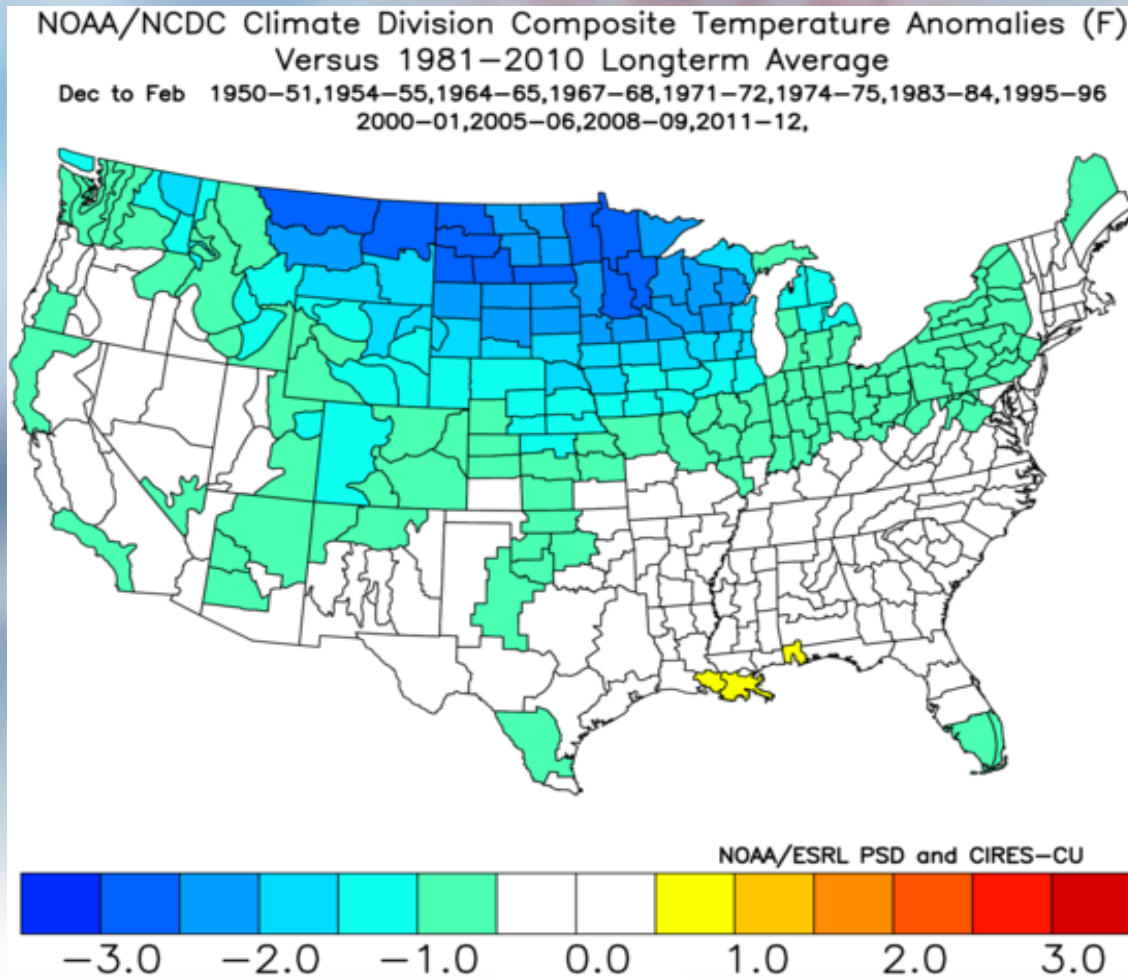 NOAA/NCDC Climate Division Composite Temperature Anomalies (F)
Versus 1981−2010 Longterm Average
Dec to Feb 1950−51,1954−55,1964−65,1967−68,1971−72,1974−75,1983−84,1995−96
2000−01,2005−06,2008−09,2011−12,
NOAA/ESRL PSD and CIRES−CU
−3.0 −2.0 −1.0 0.0 1.0 2.0 3.0